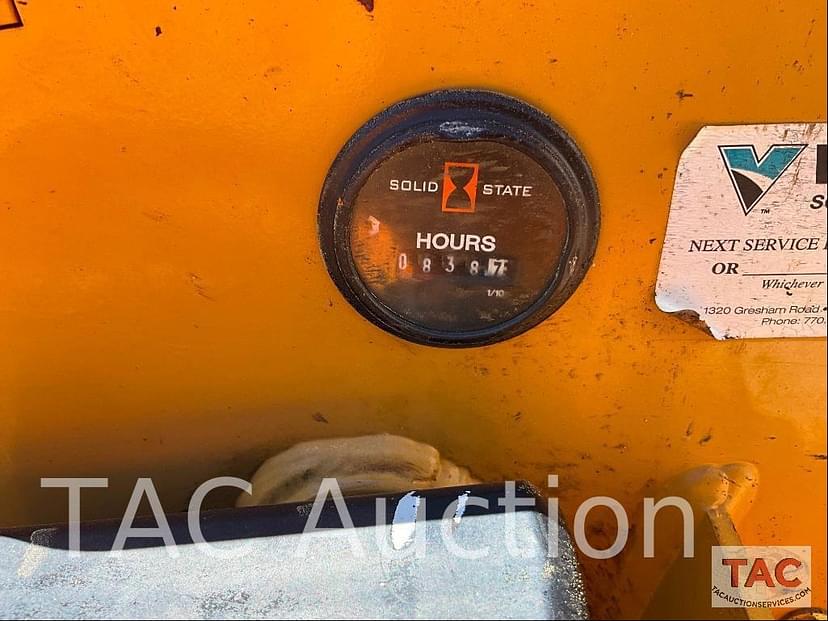 SOLID STATE
HOURS
0 8 3 8 7
1/10
NEXT SERVICE
OR
Whichever
1320 Gresham Road •
Phone: 770.
TAC Auction
TAC
TACAUCTIONSERVICES.COM